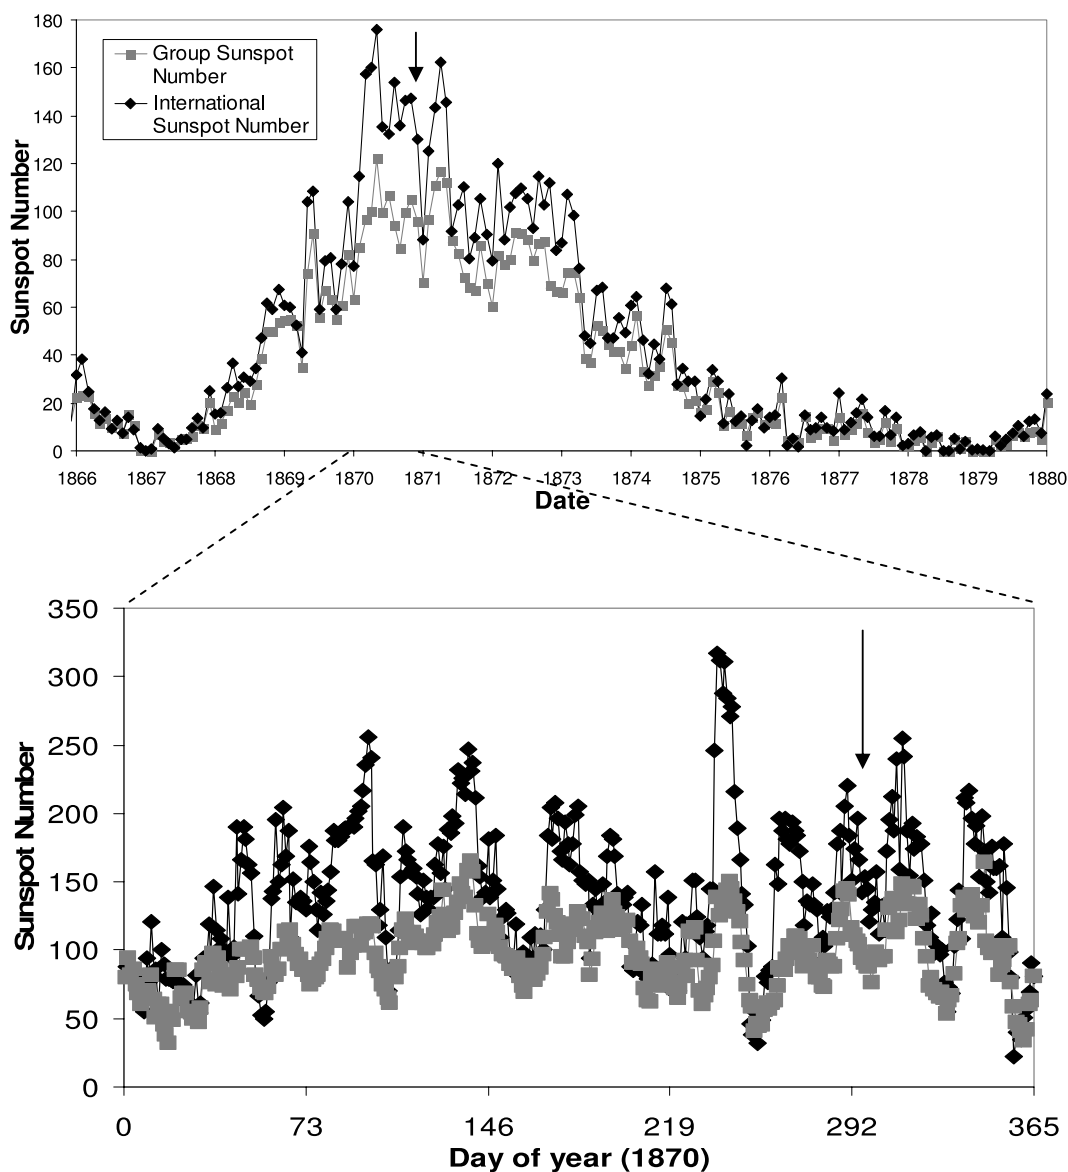 180
160
140
120
100
80
60
40
20
0
Sunspot Number
Group Sunspot
Number
International
Sunspot Number
1866 1867 1868 1869 1870 1871 1872 1873 1874 1875 1876 1877 1878 1879 1880
Date
350
300
250
200
150
100
50
0
Sunspot Number
0 73 146 219 292 365
Day of year (1870)